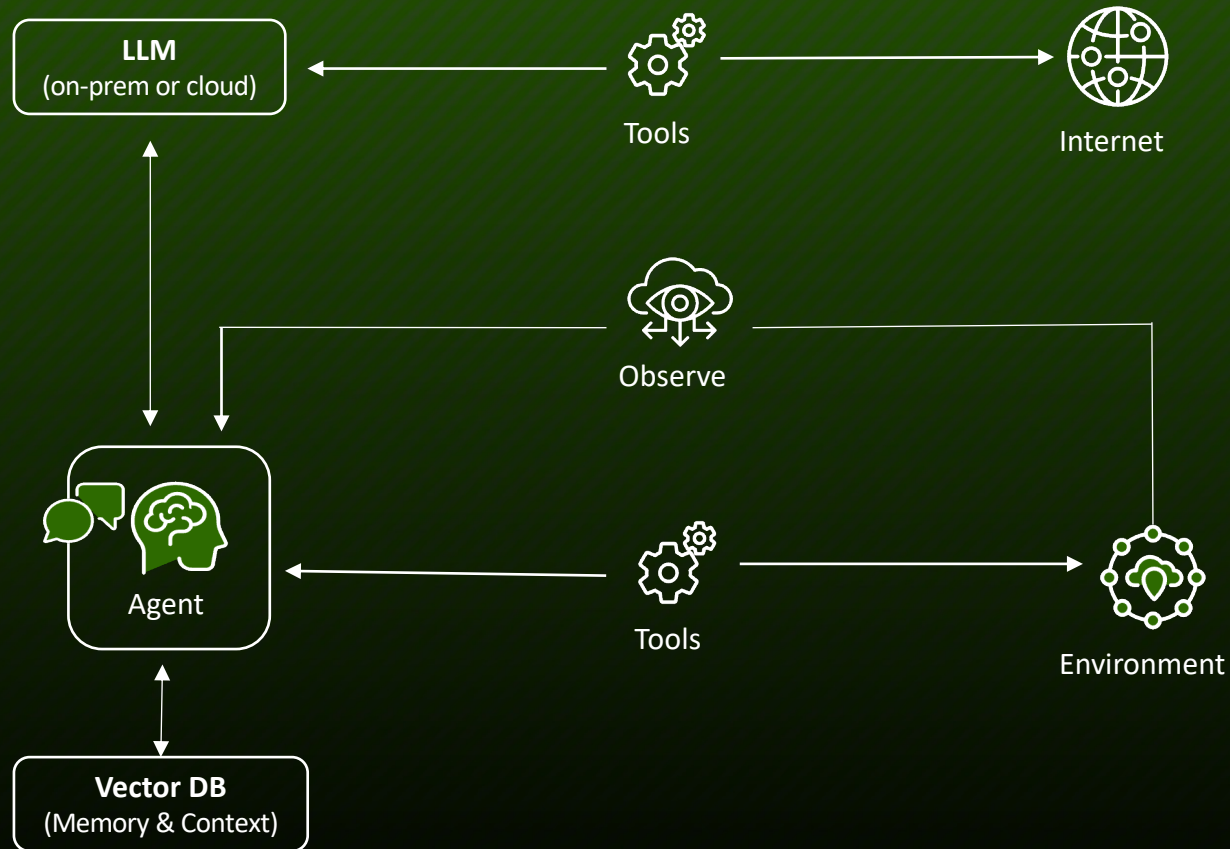 LLM
(on-prem or cloud)
Tools
Internet
Observe
Agent
Tools
Environment
Vector DB
(Memory & Context)